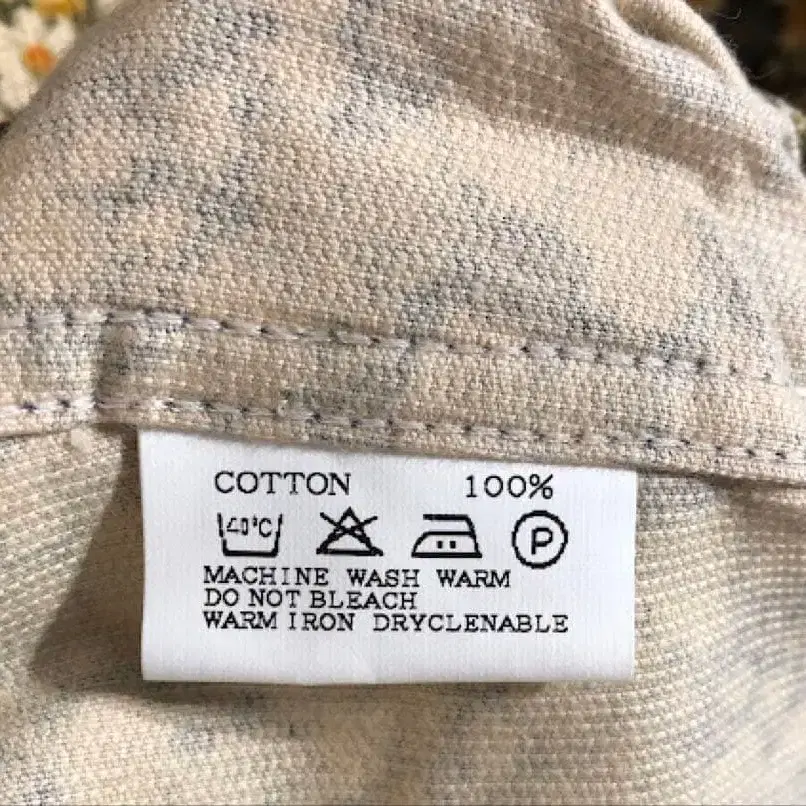 COTTON 100%
40°C P
MACHINE WASH WARM
DO NOT BLEACH
WARM IRON DRYCLENABLE